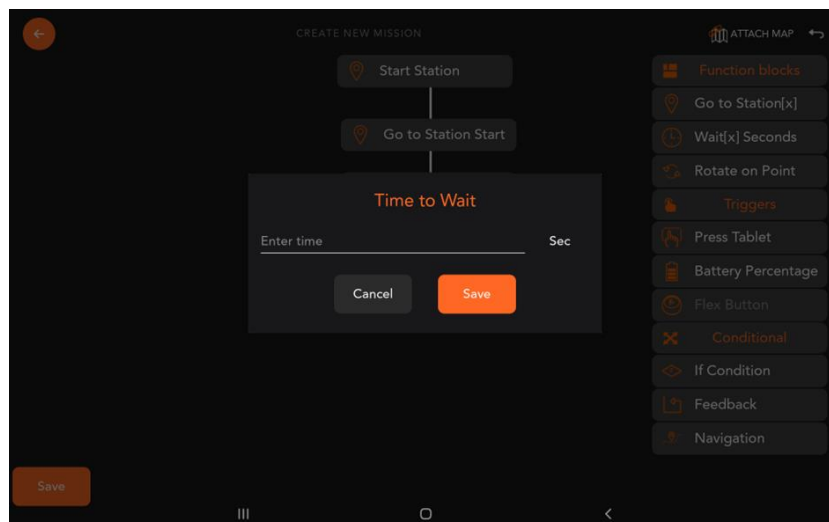 CREATE NEW MISSION
ATTACH MAP
Start Station
Go to Station Start
Time to Wait
Enter time
Sec
Cancel
Save
Function blocks
Go to Station[x]
Wait[x] Seconds
Rotate on Point
Triggers
Press Tablet
Battery Percentage
Flex Button
Conditional
If Condition
Feedback
Navigation
Save